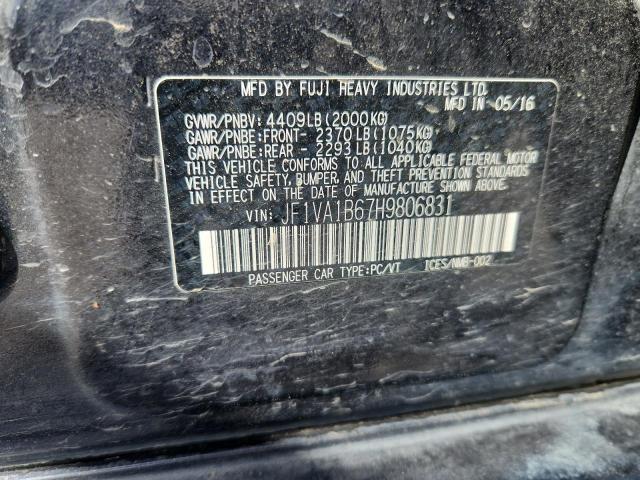 MFD BY FUJI HEAVY INDUSTRIES LTD.
MFD IN 05/16
GVWR/PNBV: 4409LB(2000KG)
GAWR/PNBE:FRONT- 2370LB(1075KG)
GAWR/PNBE:REAR - 2293LB(1040KG)
THIS VEHICLE CONFORMS TO ALL APPLICABLE FEDERAL MOTOR
VEHICLE SAFETY, BUMPER, AND THEFT PREVENTION STANDARDS
IN EFFECT ON THE DATE OF MANUFACTURE SHOWN ABOVE.
VIN: JF1VA1B67H9806831
PASSENGER CAR TYPE:PC/VT ICES/NMB-002